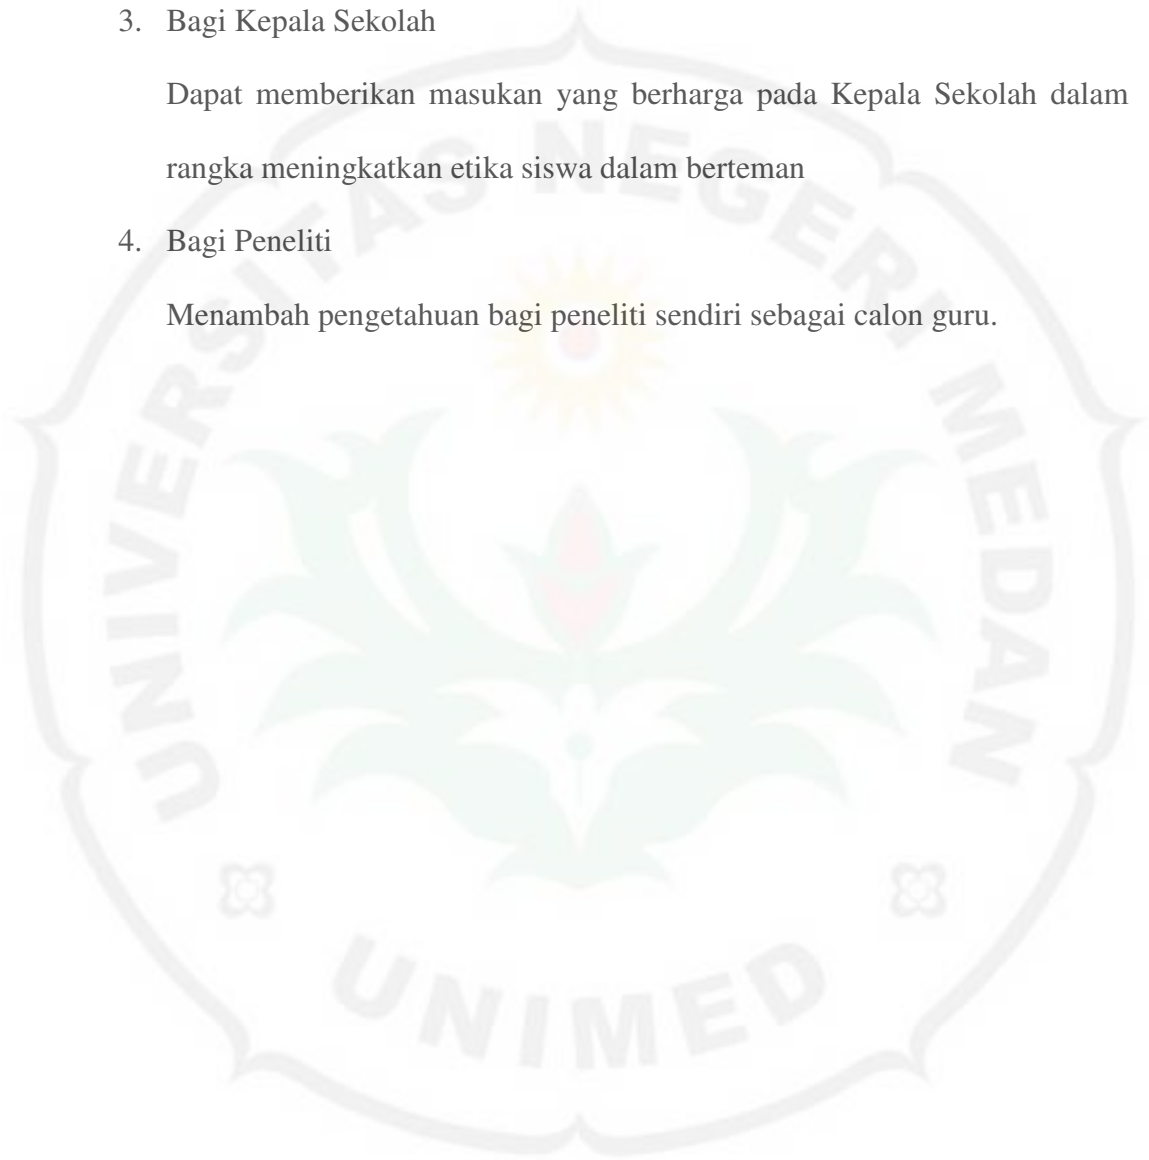 3. Bagi Kepala Sekolah
Dapat memberikan masukan yang berharga pada Kepala Sekolah dalam
rangka meningkatkan etika siswa dalam berteman
4. Bagi Peneliti
Menambah pengetahuan bagi peneliti sendiri sebagai calon guru.
UNIVERSITAS NEGERI MEDAN
UNIMED